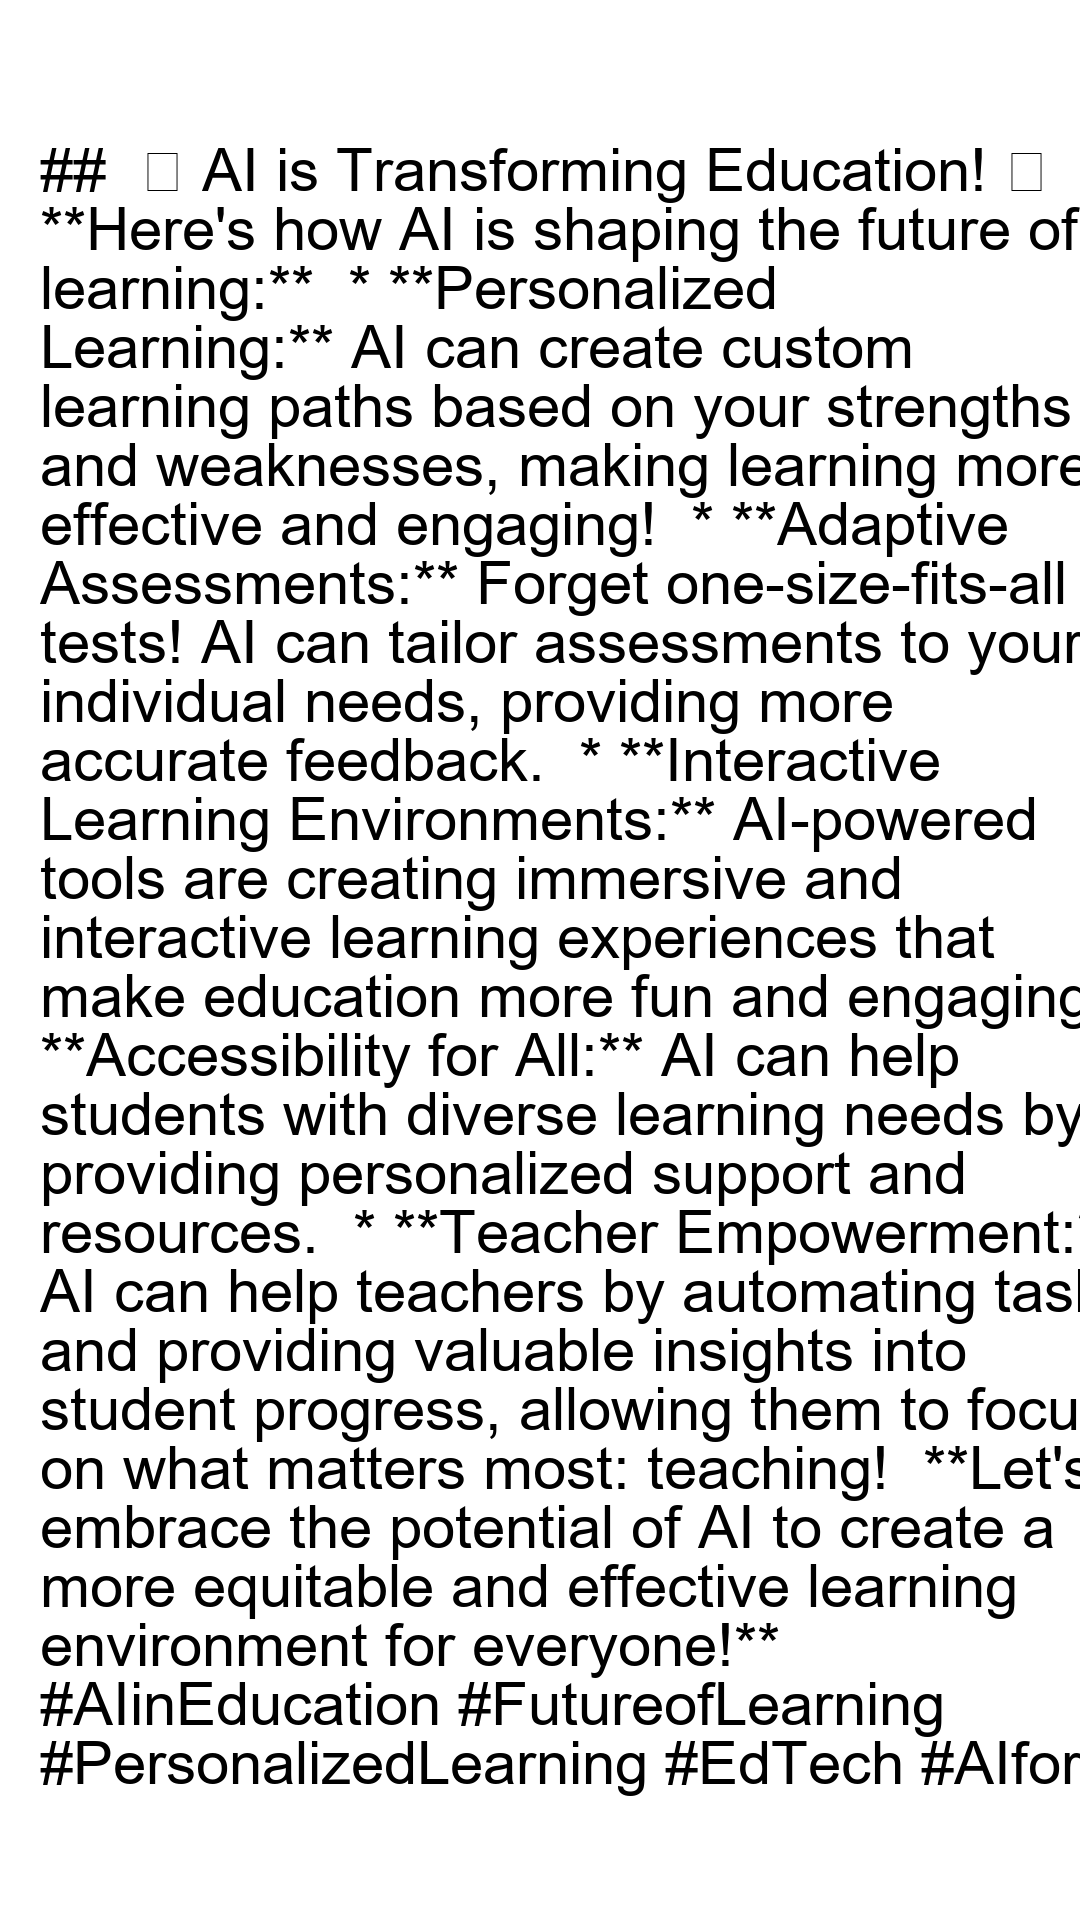 ##  □ AI is Transforming Education! □
**Here's how AI is shaping the future of
learning:**  * **Personalized
Learning:** AI can create custom
learning paths based on your strengths
and weaknesses, making learning more
effective and engaging!  * **Adaptive
Assessments:** Forget one-size-fits-all
tests! AI can tailor assessments to your
individual needs, providing more
accurate feedback.  * **Interactive
Learning Environments:** AI-powered
tools are creating immersive and
interactive learning experiences that
make education more fun and engaging
**Accessibility for All:** AI can help
students with diverse learning needs by
providing personalized support and
resources.  * **Teacher Empowerment:*
AI can help teachers by automating tas
and providing valuable insights into
student progress, allowing them to focu
on what matters most: teaching!  **Let's
embrace the potential of AI to create a
more equitable and effective learning
environment for everyone!**
#AIinEducation #FutureofLearning
#PersonalizedLearning #EdTech #AIfor